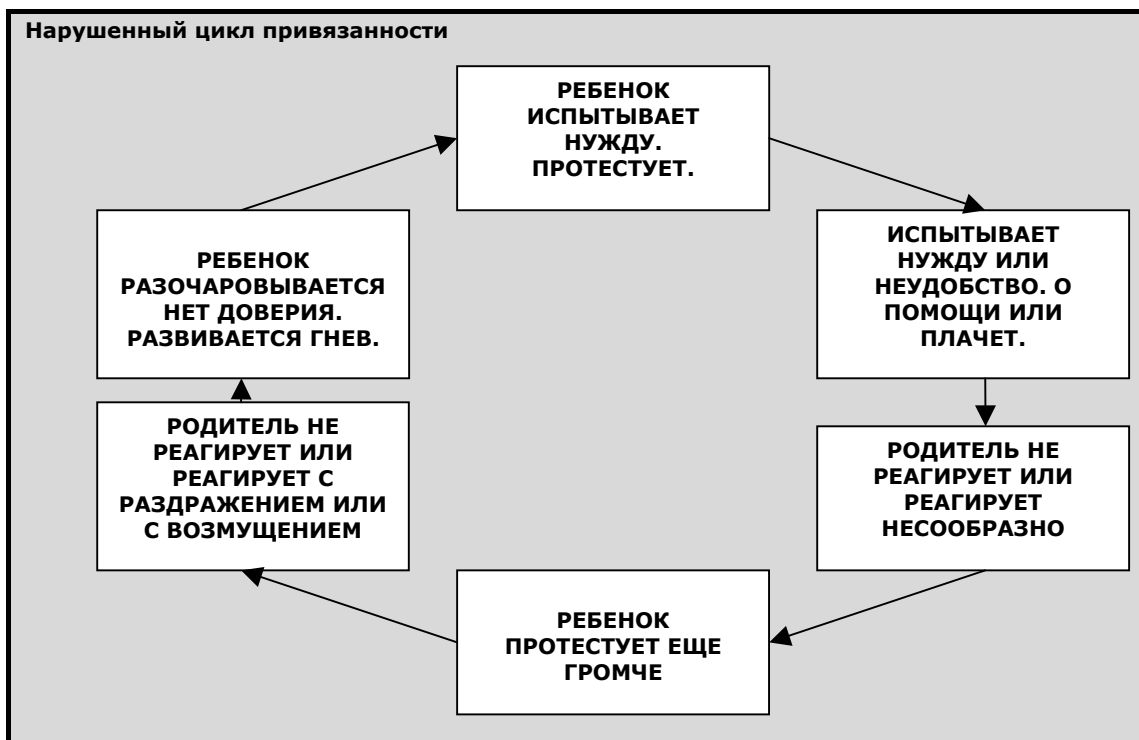 Нарушенный цикл привязанности
РЕБЕНОК
ИСПЫТЫВАЕТ
НУЖДУ.
ПРОТЕСТУЕТ.
ИСПЫТЫВАЕТ
НУЖДУ ИЛИ
НЕУДОБСТВО. О
ПОМОЩИ ИЛИ
ПЛАЧЕТ.
РОДИТЕЛЬ НЕ
РЕАГИРУЕТ ИЛИ
РЕАГИРУЕТ
НЕСООБРАЗНО
РЕБЕНОК
ПРОТЕСТУЕТ ЕЩЕ
ГРОМЧЕ
РОДИТЕЛЬ НЕ
РЕАГИРУЕТ ИЛИ
РЕАГИРУЕТ С
РАЗДРАЖЕНИЕМ ИЛИ
С ВОЗМУЩЕНИЕМ
РЕБЕНОК
РАЗОЧАРОВЫВАЕТСЯ
НЕТ ДОВЕРИЯ.
РАЗВИВАЕТСЯ ГНЕВ.